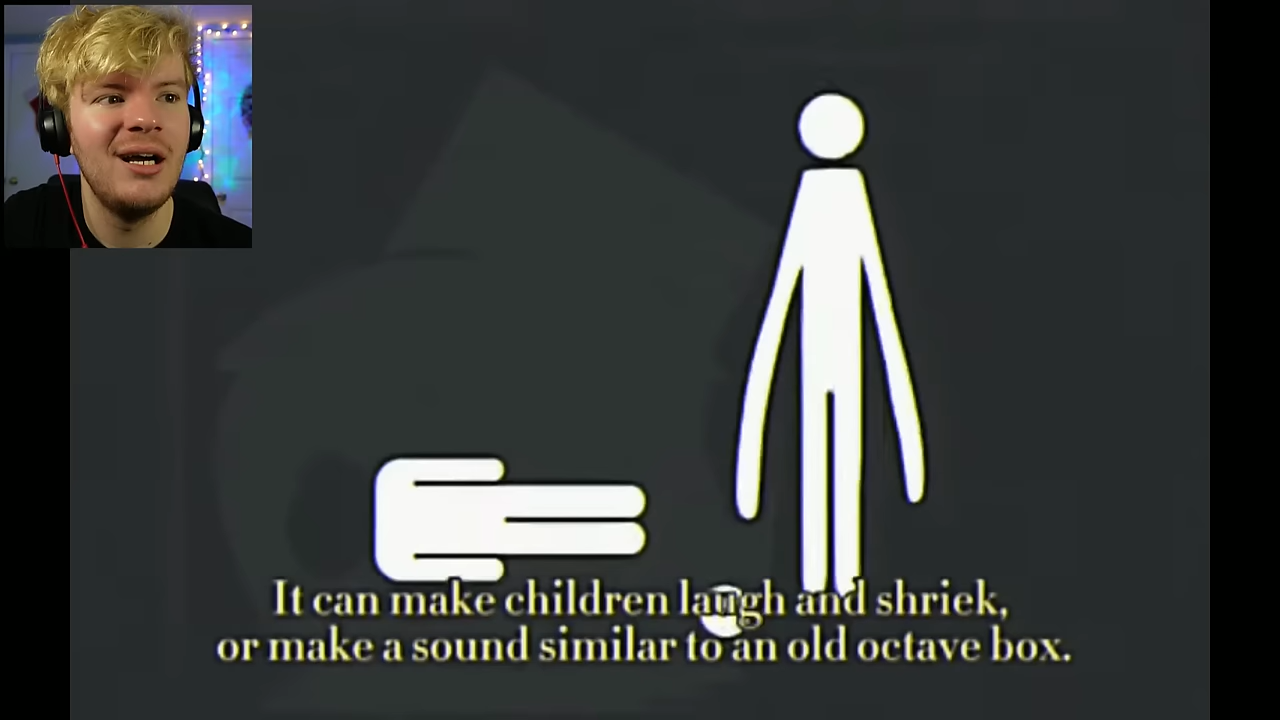 It can make children laugh and shriek,
or make a sound similar to an old octave box.